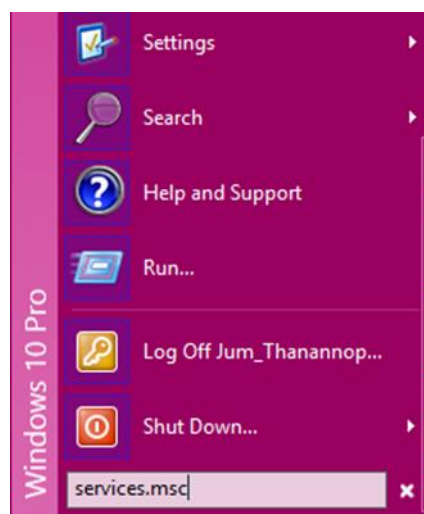 Settings
Search
Help and Support
Run...
Log Off Jum_Thanannop...
Shut Down...
services.msc
Windows 10 Pro